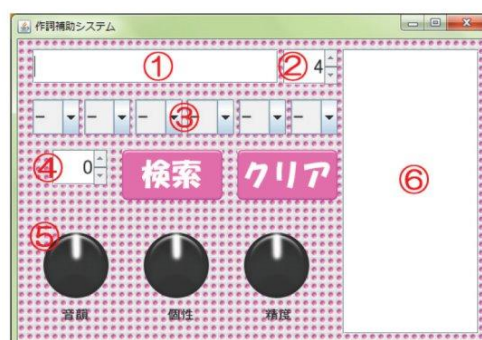 作詞補助システム
① ② 4
- - - ③ - -
④ 0 検索 クリア ⑥
⑤
音韻 個性 精度